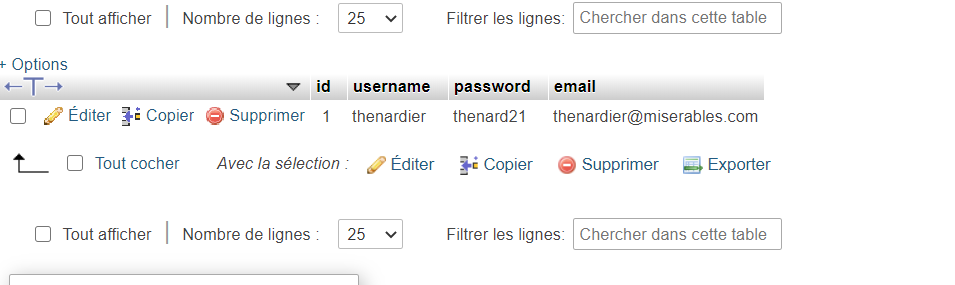 Tout afficher | Nombre de lignes : 25 Filtrer les lignes: Chercher dans cette table
+ Options
←T→ id username password email
Éditer Copier Supprimer 1 thenardier thenard21 thenardier@miserables.com
Tout cocher Avec la sélection : Éditer Copier Supprimer Exporter
Tout afficher | Nombre de lignes : 25 Filtrer les lignes: Chercher dans cette table